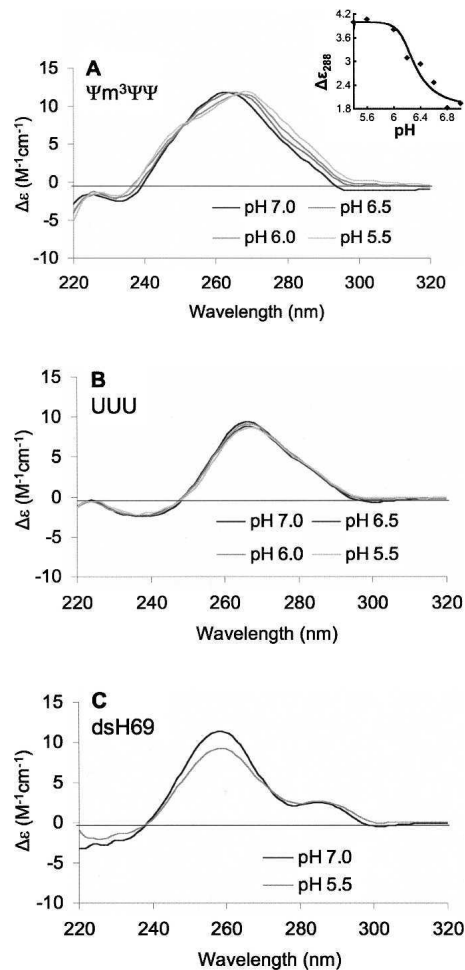 A
Ψm³ΨΨ
Δε (M⁻¹cm⁻¹)
15
10
5
0
-5
-10
pH 7.0 pH 6.5
pH 6.0 pH 5.5
220 240 260 280 300 320
Wavelength (nm)
Δε₂₈₈
4.2
3.6
3.0
2.4
1.8
5.6 6 6.4 6.8
pH
B
UUU
Δε (M⁻¹cm⁻¹)
15
10
5
0
-5
-10
pH 7.0 pH 6.5
pH 6.0 pH 5.5
220 240 260 280 300 320
Wavelength (nm)
C
dsH69
Δε (M⁻¹cm⁻¹)
15
10
5
0
-5
-10
pH 7.0
pH 5.5
220 240 260 280 300 320
Wavelength (nm)